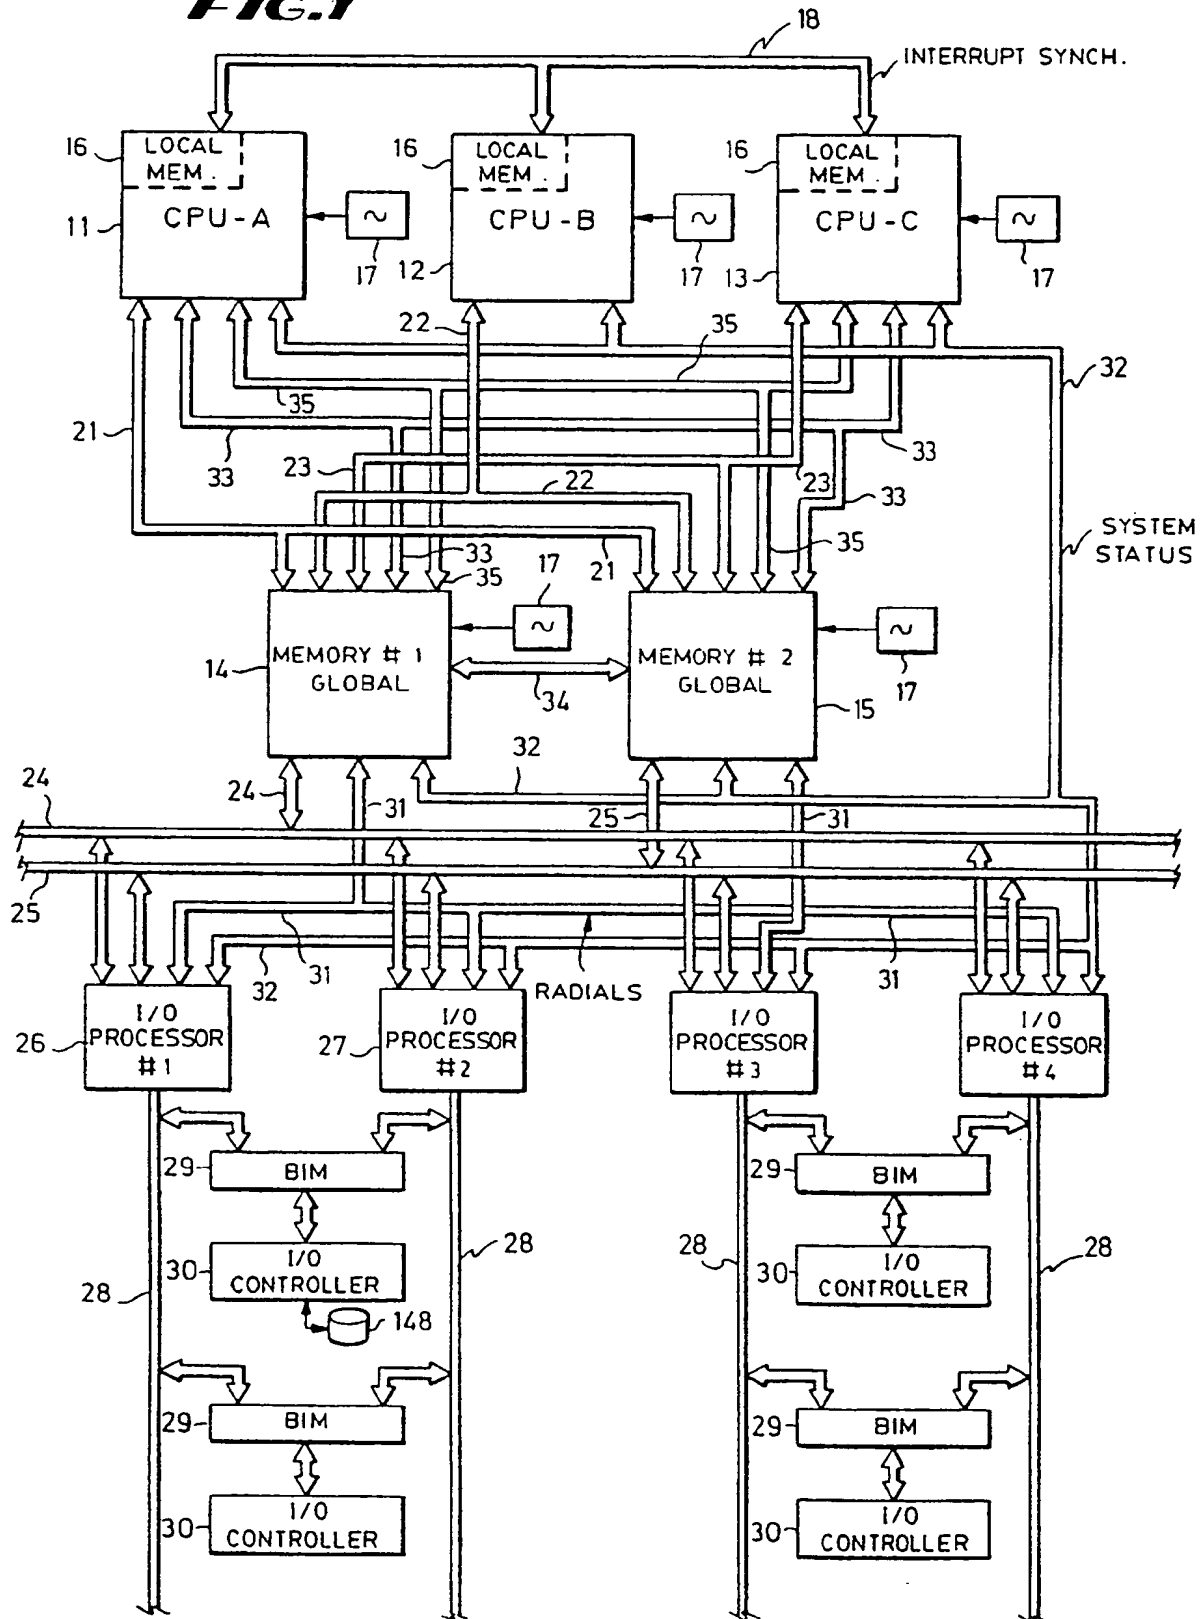 FIG.1
18
INTERRUPT SYNCH.
16
LOCAL
MEM.
16
LOCAL
MEM.
16
LOCAL
MEM.
11
CPU-A
17
12
CPU-B
17
13
CPU-C
17
22
35
32
35
21
33
23
22
23
33
33
SYSTEM
STATUS
33
35
21
35
17
14
MEMORY # 1
GLOBAL
34
MEMORY # 2
GLOBAL
17
15
32
24
24
31
25
31
25
31
32
RADIALS
31
26
I/O
PROCESSOR
#1
27
I/O
PROCESSOR
#2
I/O
PROCESSOR
#3
I/O
PROCESSOR
#4
29
BIM
29
BIM
28
30
I/O
CONTROLLER
28
28
30
I/O
CONTROLLER
28
148
29
BIM
29
BIM
30
I/O
CONTROLLER
30
I/O
CONTROLLER